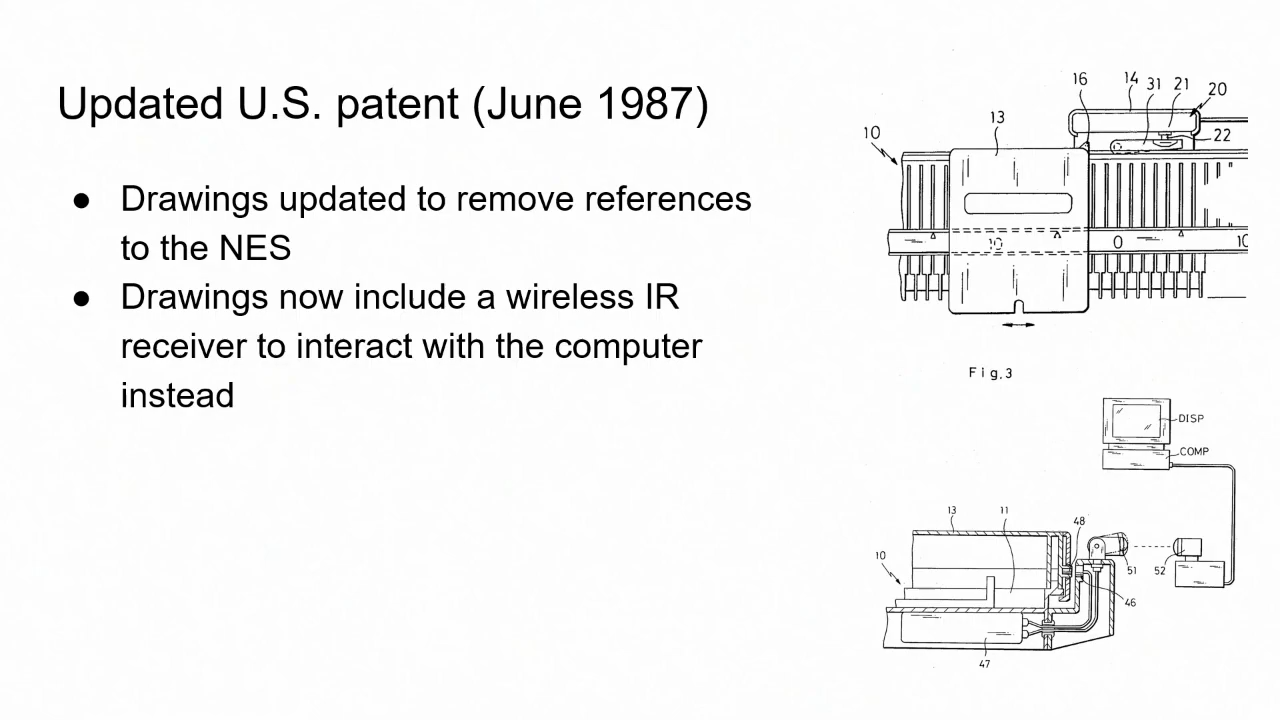 Updated U.S. patent (June 1987)
● Drawings updated to remove references
to the NES
● Drawings now include a wireless IR
receiver to interact with the computer
instead
16 14 31 21 20
13
10
22
10 0 10
Fig.3
DISP
COMP
13 11
48
10
51 52
46
47